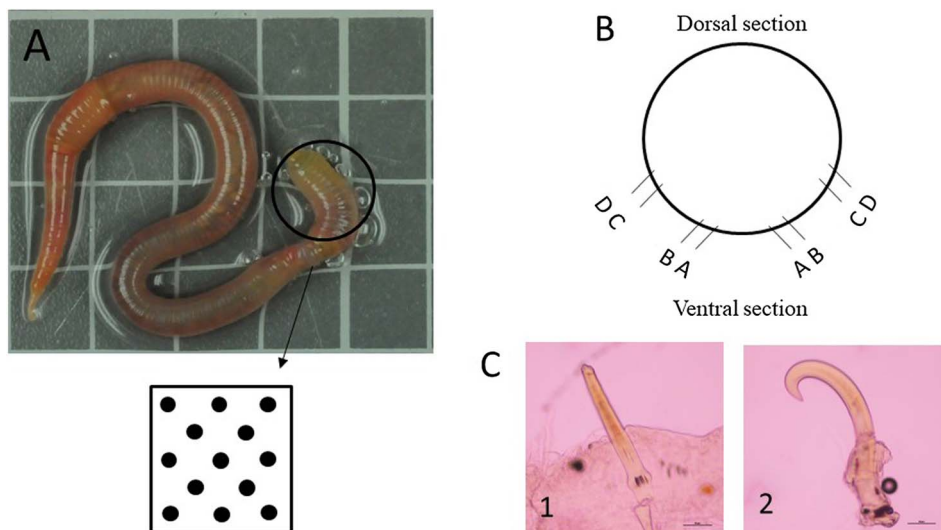 A
B
Dorsal section
D C
B A
A B
C D
Ventral section
C
1
2